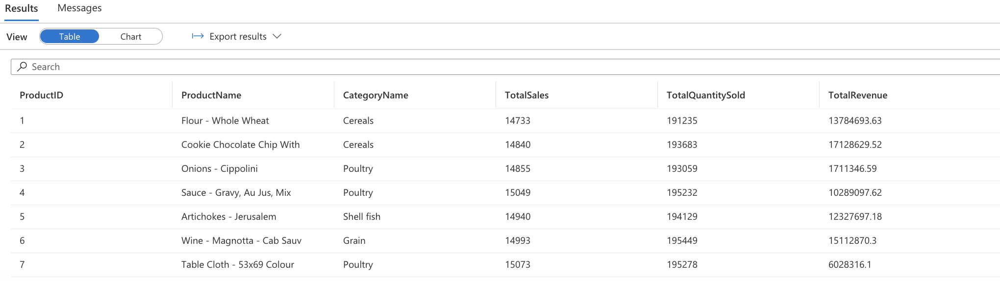 Results Messages
View Table Chart Export results
Search
ProductID ProductName CategoryName TotalSales TotalQuantitySold TotalRevenue
1 Flour - Whole Wheat Cereals 14733 191235 13784693.63
2 Cookie Chocolate Chip With Cereals 14840 193683 17128629.52
3 Onions - Cippolini Poultry 14855 193059 1711346.59
4 Sauce - Gravy, Au Jus, Mix Poultry 15049 195232 10289097.62
5 Artichokes - Jerusalem Shell fish 14940 194129 12327697.18
6 Wine - Magnotta - Cab Sauv Grain 14993 195449 15112870.3
7 Table Cloth - 53x69 Colour Poultry 15073 195278 6028316.1